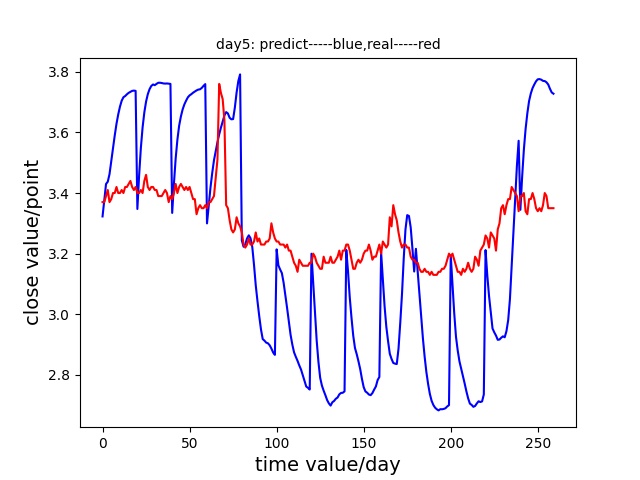 day5: predict-----blue,real-----red
3.8
3.6
3.4
3.2
3.0
2.8
close value/point
0 50 100 150 200 250
time value/day